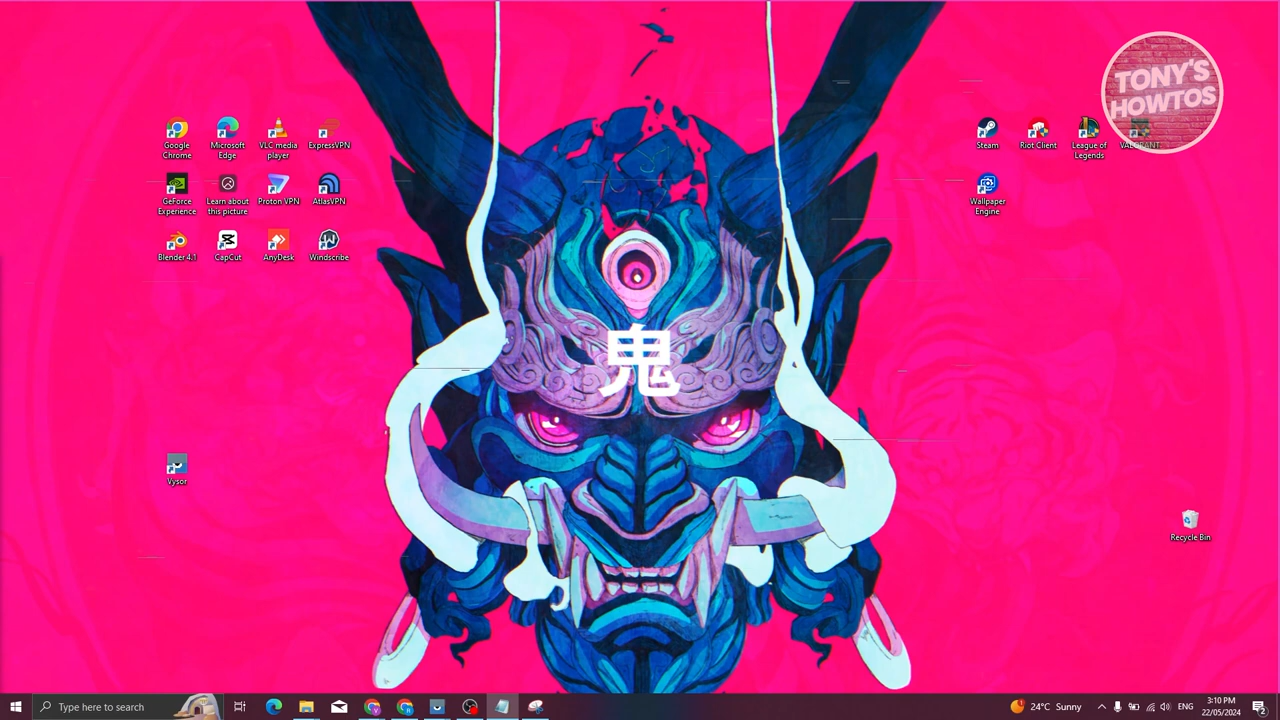 TONY'S
HOWTOS
Google
Chrome
Microsoft
Edge
VLC media
player
ExpressVPN
Steam
Riot Client
League of
Legends
VALORANT
GeForce
Experience
Learn about
this picture
Proton VPN
AtlasVPN
Wallpaper
Engine
Blender 4.1
CapCut
AnyDesk
Windscribe
鬼
Vysor
Recycle Bin
Type here to search
24°C Sunny
ENG
3:10 PM
22/05/2024
2